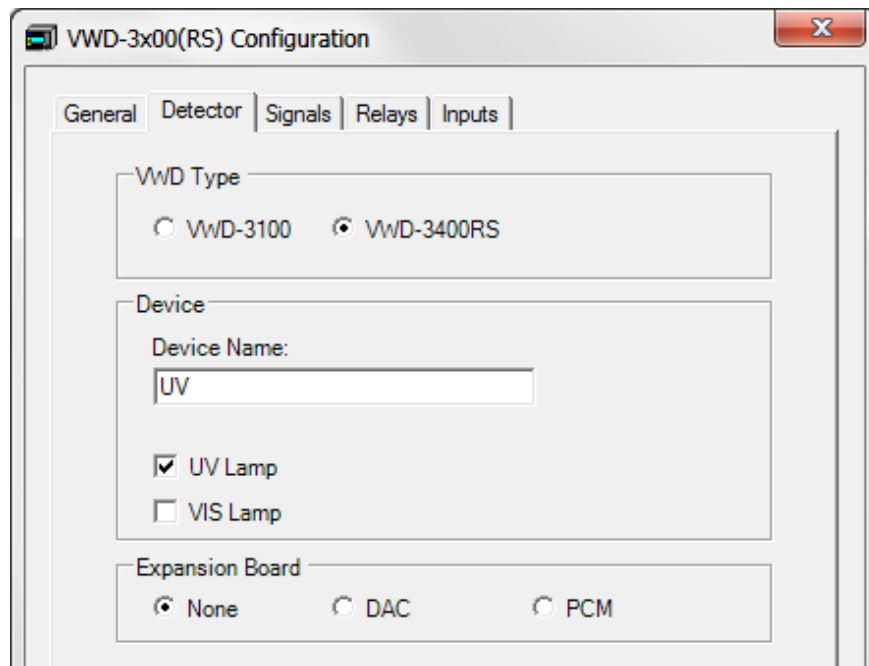 VWD-3x00(RS) Configuration
General Detector Signals Relays Inputs
VWD Type
VWD-3100 VWD-3400RS
Device
Device Name:
UV
UV Lamp
VIS Lamp
Expansion Board
None DAC PCM